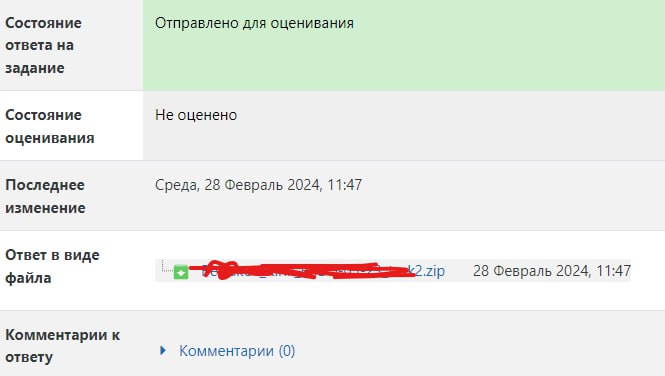 Состояние
ответа на
задание
Отправлено для оценивания
Состояние
оценивания
Не оценено
Последнее
изменение
Среда, 28 Февраль 2024, 11:47
Ответ в виде
файла
k2.zip
28 Февраль 2024, 11:47
Комментарии к
ответу
Комментарии (0)